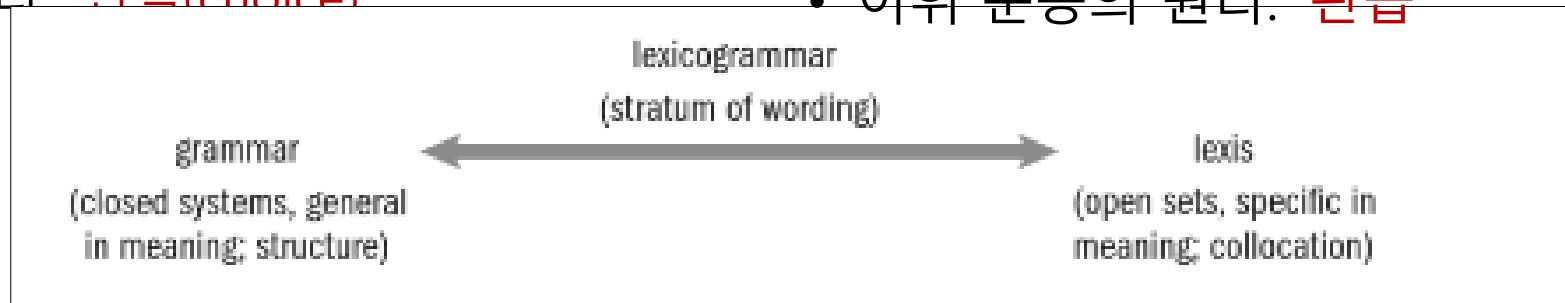 lexicogrammar
(stratum of wording)
grammar
lexis
(closed systems, general
in meaning; structure)
(open sets, specific in
meaning; collocation)